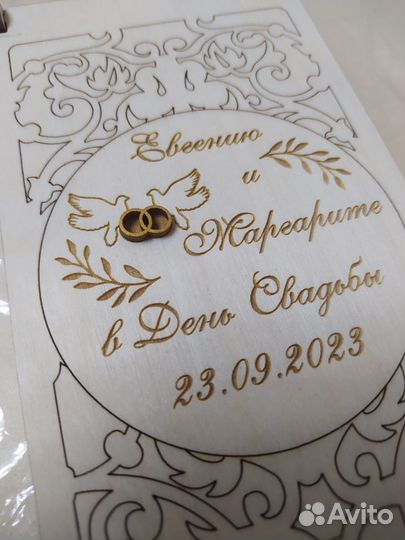 Евгению
и
Маргарите
в День Свадьбы
23.09.2023
Avito